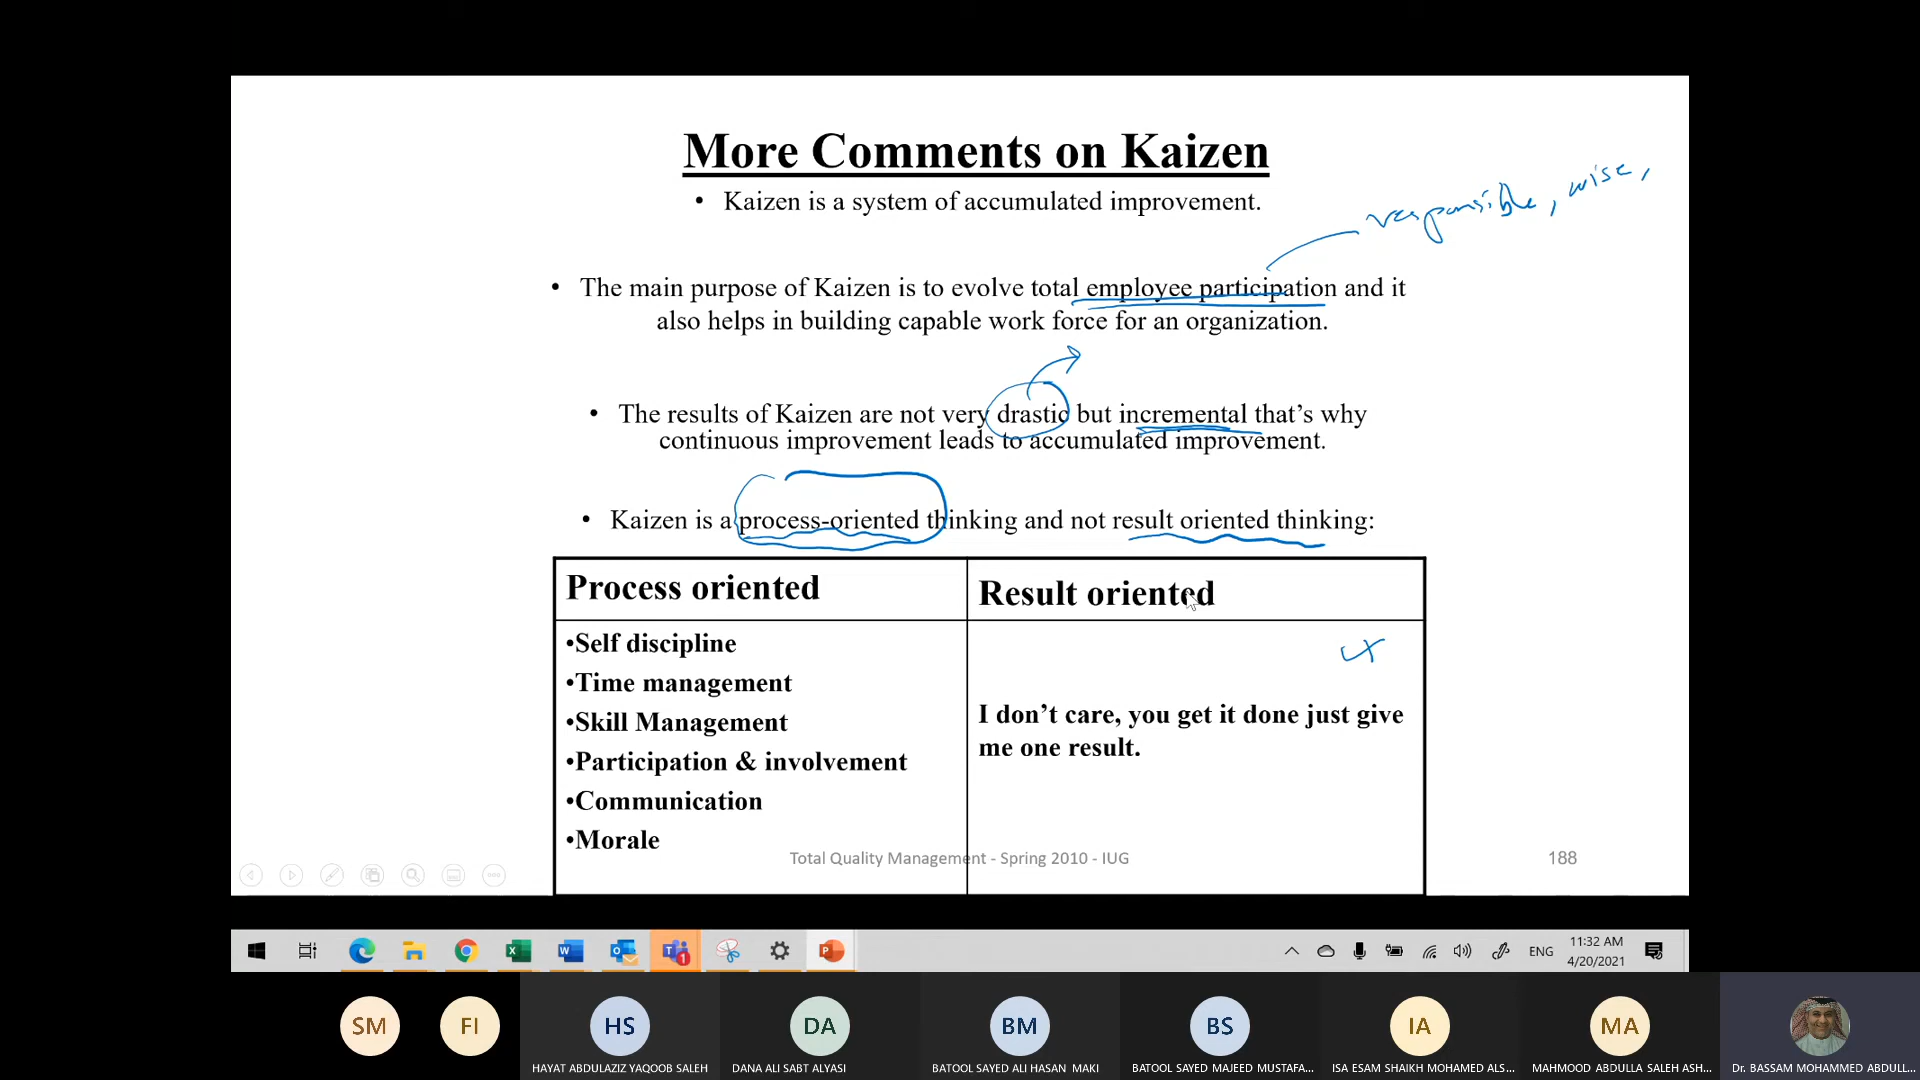 More Comments on Kaizen
• Kaizen is a system of accumulated improvement.
responsible, wise,
• The main purpose of Kaizen is to evolve total employee participation and it
also helps in building capable work force for an organization.
• The results of Kaizen are not very drastic but incremental that’s why
continuous improvement leads to accumulated improvement.
• Kaizen is a process-oriented thinking and not result oriented thinking:
Process oriented
Result oriented
•Self discipline
•Time management
•Skill Management
•Participation & involvement
•Communication
•Morale
I don’t care, you get it done just give
me one result.
Total Quality Management - Spring 2010 - IUG
188
ENG
11:32 AM
4/20/2021
SM
FI
HS
DA
BM
BS
IA
MA
HAYAT ABDULAZIZ YAQOOB SALEH
DANA ALI SABT ALYASI
BATOOL SAYED ALI HASAN MAKI
BATOOL SAYED MAJEED MUSTAFA...
ISA ESAM SHAIKH MOHAMED ALS...
MAHMOOD ABDULLA SALEH ASH...
Dr. BASSAM MOHAMMED ABDULL...